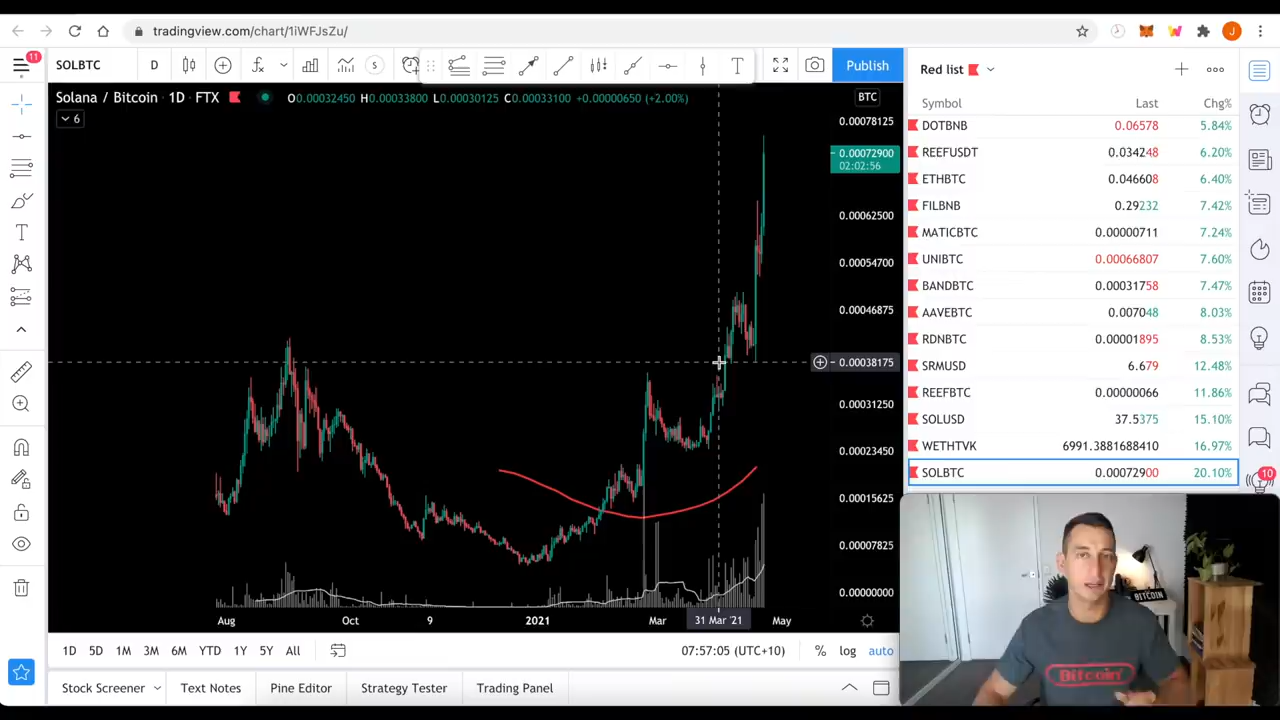 tradingview.com/chart/1iWFJsZu/
J
11
SOLBTC D S Publish
Solana / Bitcoin · 1D · FTX O0.00032450 H0.00033800 L0.00030125 C0.00033100 +0.00000650 (+2.00%)
6
BTC
0.00078125
0.00072900
02:02:56
0.00062500
0.00054700
0.00046875
0.00038175
0.00031250
0.00023450
0.00015625
0.00007825
0.00000000
Aug Oct 9 2021 Mar 31 Mar '21 May
1D 5D 1M 3M 6M YTD 1Y 5Y All 07:57:05 (UTC+10) % log auto
Stock Screener Text Notes Pine Editor Strategy Tester Trading Panel
Red list
Symbol Last Chg%
DOTBNB 0.06578 5.84%
REEFUSDT 0.034248 6.20%
ETHBTC 0.046608 6.40%
FILBNB 0.29232 7.42%
MATICBTC 0.00000711 7.24%
UNIBTC 0.00066807 7.60%
BANDBTC 0.00031758 7.47%
AAVEBTC 0.007048 8.03%
RDNBTC 0.00001895 8.53%
SRMUSD 6.679 12.48%
REEFBTC 0.00000066 11.86%
SOLUSD 37.5375 15.10%
WETHTVK 6991.3881688410 16.97%
SOLBTC 0.00072900 20.10%
10
BITCOIN
Bitcoin